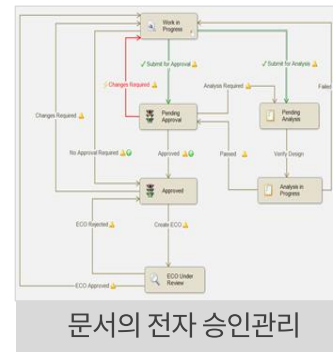 Work in
Progress
✓Submit for Approval
✓Submit for Analysis
Changes Required
Analysis Required
Failed
Changes Required
Pending
Approval
Pending
Analysis
No Approval Required
Approved
Passed
Verify Design
Approved
Analysis in
Progress
ECO Rejected
Create ECO
ECO Under
Review
ECO Approved
문서의 전자 승인관리